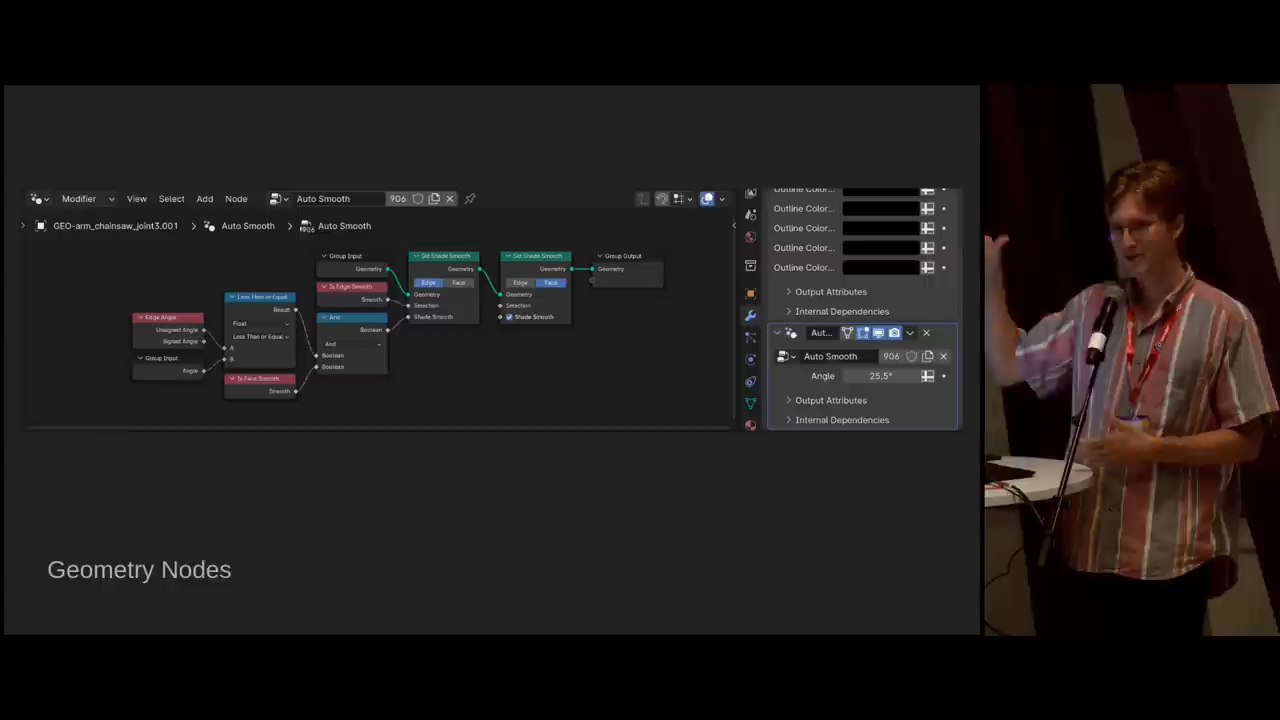 Modifier View Select Add Node Auto Smooth 906
GEO-arm_chainsaw_joint3.001 Auto Smooth 906 Auto Smooth
Group Input
Geometry
Set Shade Smooth
Geometry
Edge Face
Geometry
Selection
Shade Smooth
Set Shade Smooth
Geometry
Edge Face
Geometry
Selection
Shade Smooth
Group Output
Geometry
Is Edge Smooth
Smooth
Less Than or Equal
Result
Float
Less Than or Equal
A
B
Edge Angle
Unsigned Angle
Signed Angle
Group Input
Angle
And
Boolean
And
Boolean
Boolean
Is Face Smooth
Smooth
Outline Color...
Outline Color...
Outline Color...
Outline Color...
Outline Color...
Output Attributes
Internal Dependencies
Aut...
Auto Smooth 906
Angle 25.5°
Output Attributes
Internal Dependencies
Geometry Nodes